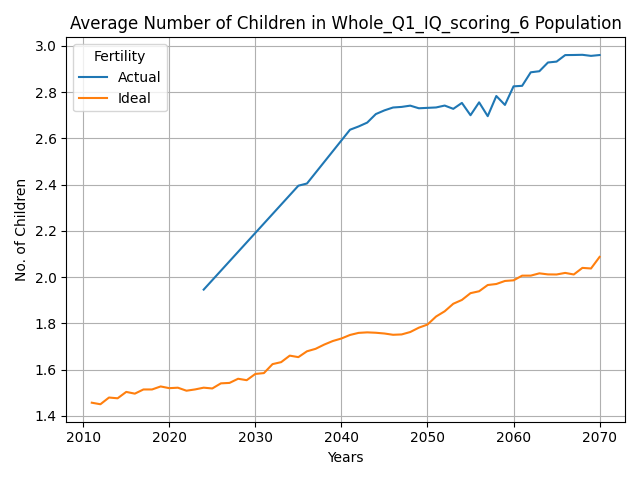 Average Number of Children in Whole_Q1_IQ_scoring_6 Population
Fertility
Actual
Ideal
No. of Children
3.0
2.8
2.6
2.4
2.2
2.0
1.8
1.6
1.4
2010 2020 2030 2040 2050 2060 2070
Years